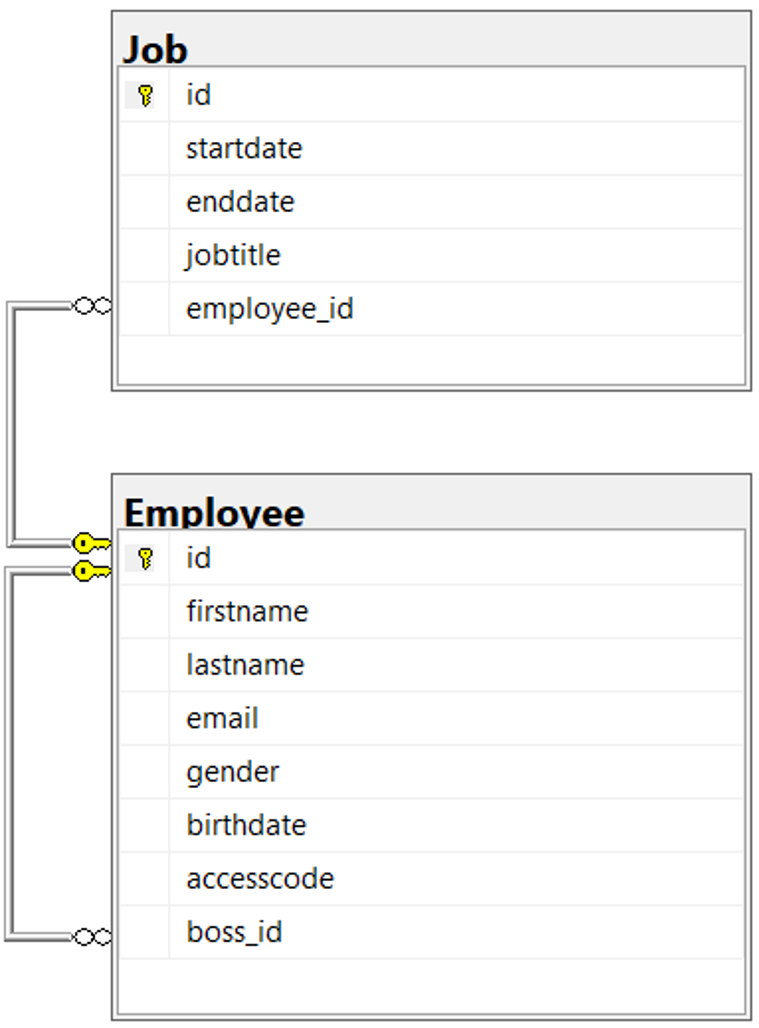 Job
id
startdate
enddate
jobtitle
employee_id
Employee
id
firstname
lastname
email
gender
birthdate
accesscode
boss_id